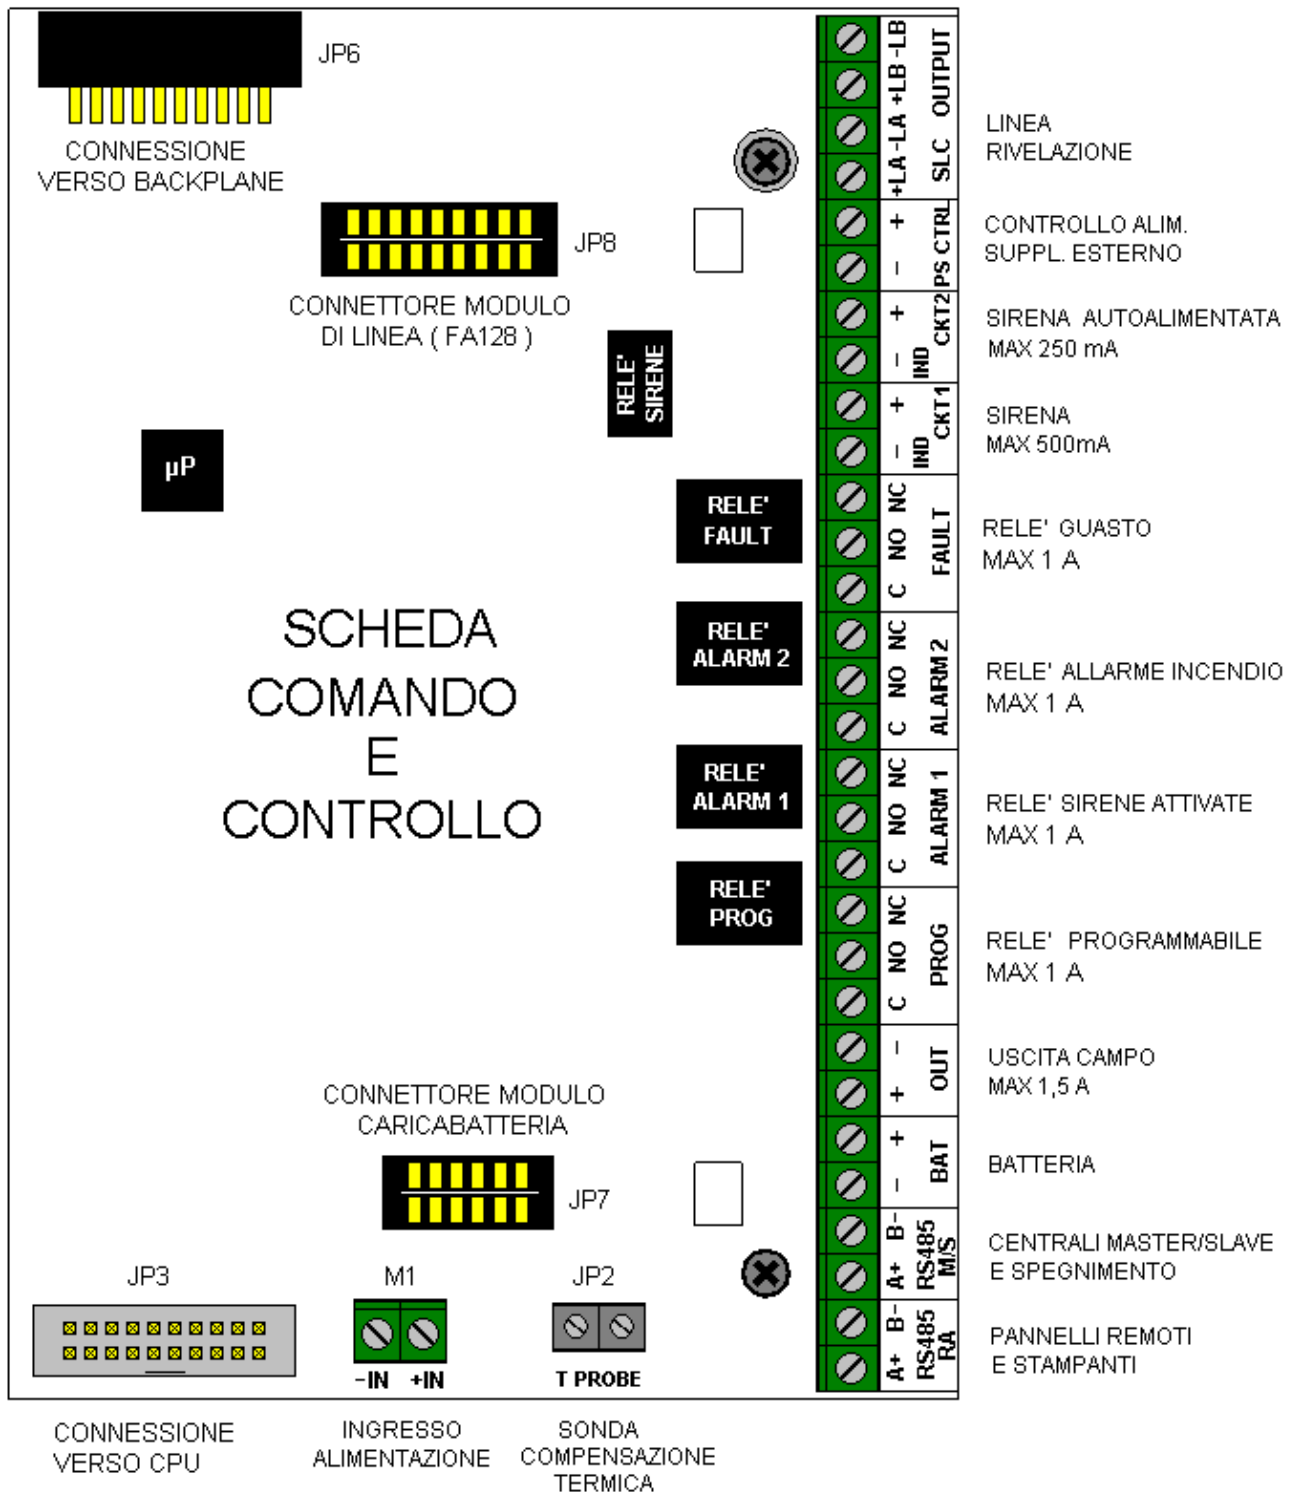 JP6
CONNESSIONE
VERSO BACKPLANE
JP8
CONNETTORE MODULO
DI LINEA ( FA128 )
RELE'
SIRENE
µP
RELE'
FAULT
SCHEDA
COMANDO
E
CONTROLLO
RELE'
ALARM 2
RELE'
ALARM 1
RELE'
PROG
CONNETTORE MODULO
CARICABATTERIA
JP7
JP3
M1
JP2
-IN +IN
T PROBE
CONNESSIONE
VERSO CPU
INGRESSO
ALIMENTAZIONE
SONDA
COMPENSAZIONE
TERMICA
+LA -LA +LB -LB
SLC OUTPUT
LINEA
RIVELAZIONE
- +
PS CTRL
CONTROLLO ALIM.
SUPPL. ESTERNO
- +
IND CKT2
SIRENA AUTOALIMENTATA
MAX 250 mA
- +
IND CKT1
SIRENA
MAX 500mA
C NO NC
FAULT
RELE' GUASTO
MAX 1 A
C NO NC
ALARM 2
RELE' ALLARME INCENDIO
MAX 1 A
C NO NC
ALARM 1
RELE' SIRENE ATTIVATE
MAX 1 A
C NO NC
PROG
RELE' PROGRAMMABILE
MAX 1 A
+ -
OUT
USCITA CAMPO
MAX 1,5 A
- +
BAT
BATTERIA
A+ B-
RS485
M/S
CENTRALI MASTER/SLAVE
E SPEGNIMENTO
A+ B-
RS485
RA
PANNELLI REMOTI
E STAMPANTI